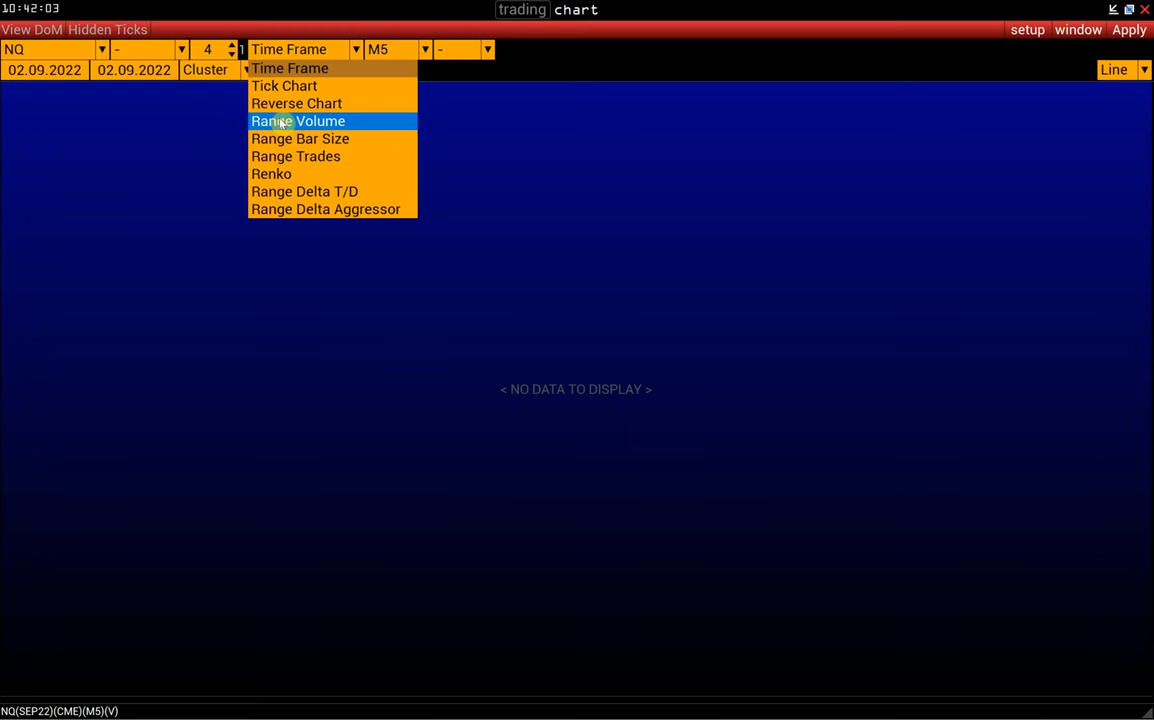 10:42:03 trading chart
View DoM Hidden Ticks setup window Apply
NQ - 4 1 Time Frame M5 -
02.09.2022 02.09.2022 Cluster Line
Time Frame
Tick Chart
Reverse Chart
Range Volume
Range Bar Size
Range Trades
Renko
Range Delta T/D
Range Delta Aggressor
< NO DATA TO DISPLAY >
NQ(SEP22)(CME)(M5)(V)